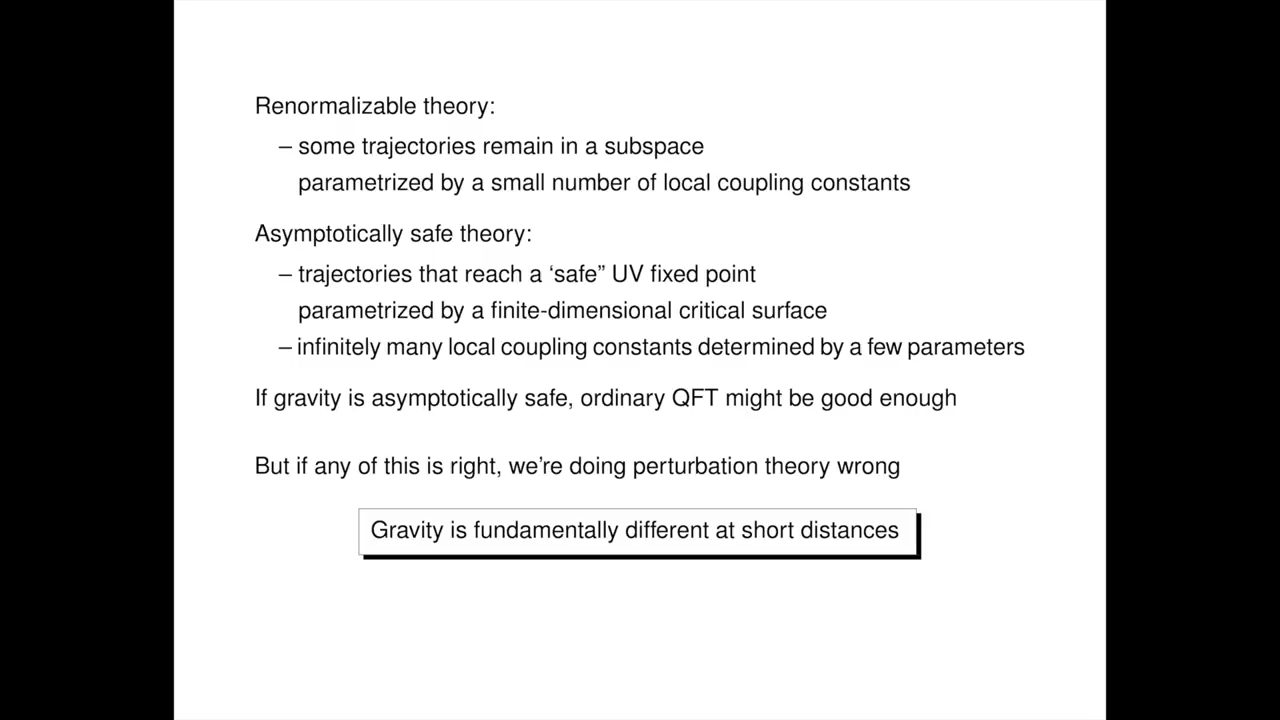 Renormalizable theory:
– some trajectories remain in a subspace
parametrized by a small number of local coupling constants
Asymptotically safe theory:
– trajectories that reach a ‘safe” UV fixed point
parametrized by a finite-dimensional critical surface
– infinitely many local coupling constants determined by a few parameters
If gravity is asymptotically safe, ordinary QFT might be good enough
But if any of this is right, we’re doing perturbation theory wrong
Gravity is fundamentally different at short distances